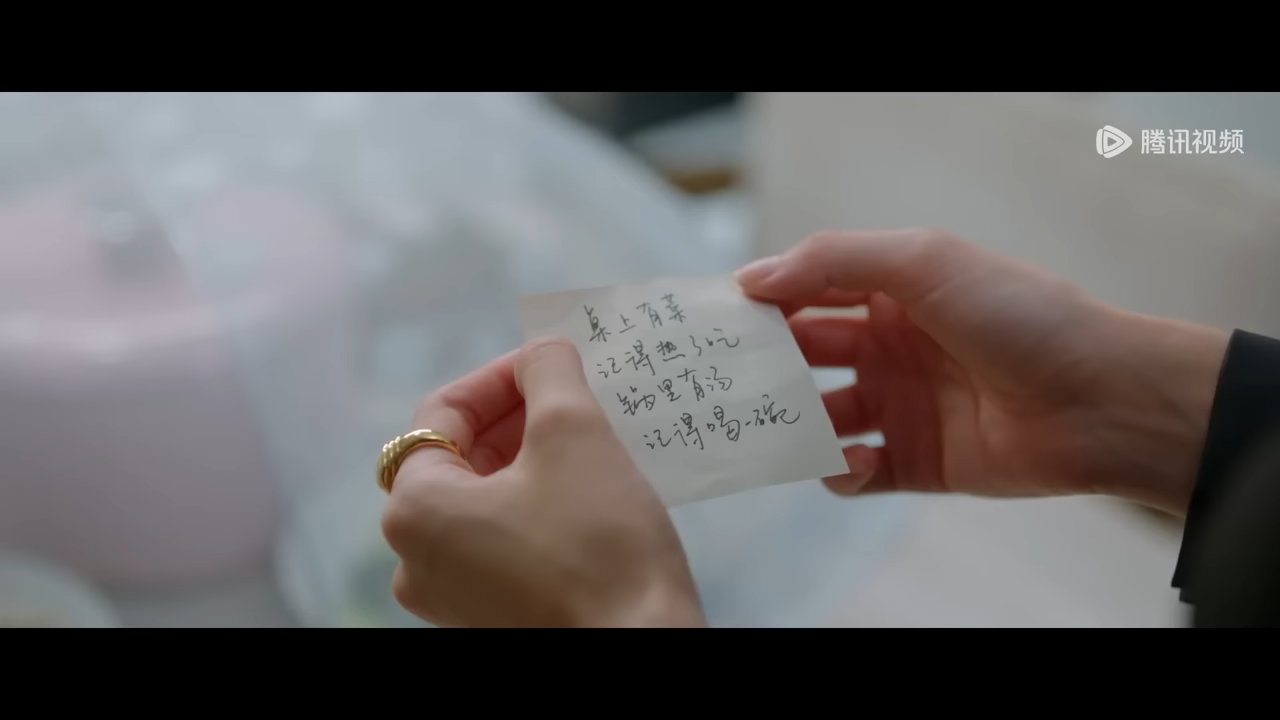 腾讯视频
桌上有菜
记得热了吃
锅里有汤
记得喝一碗